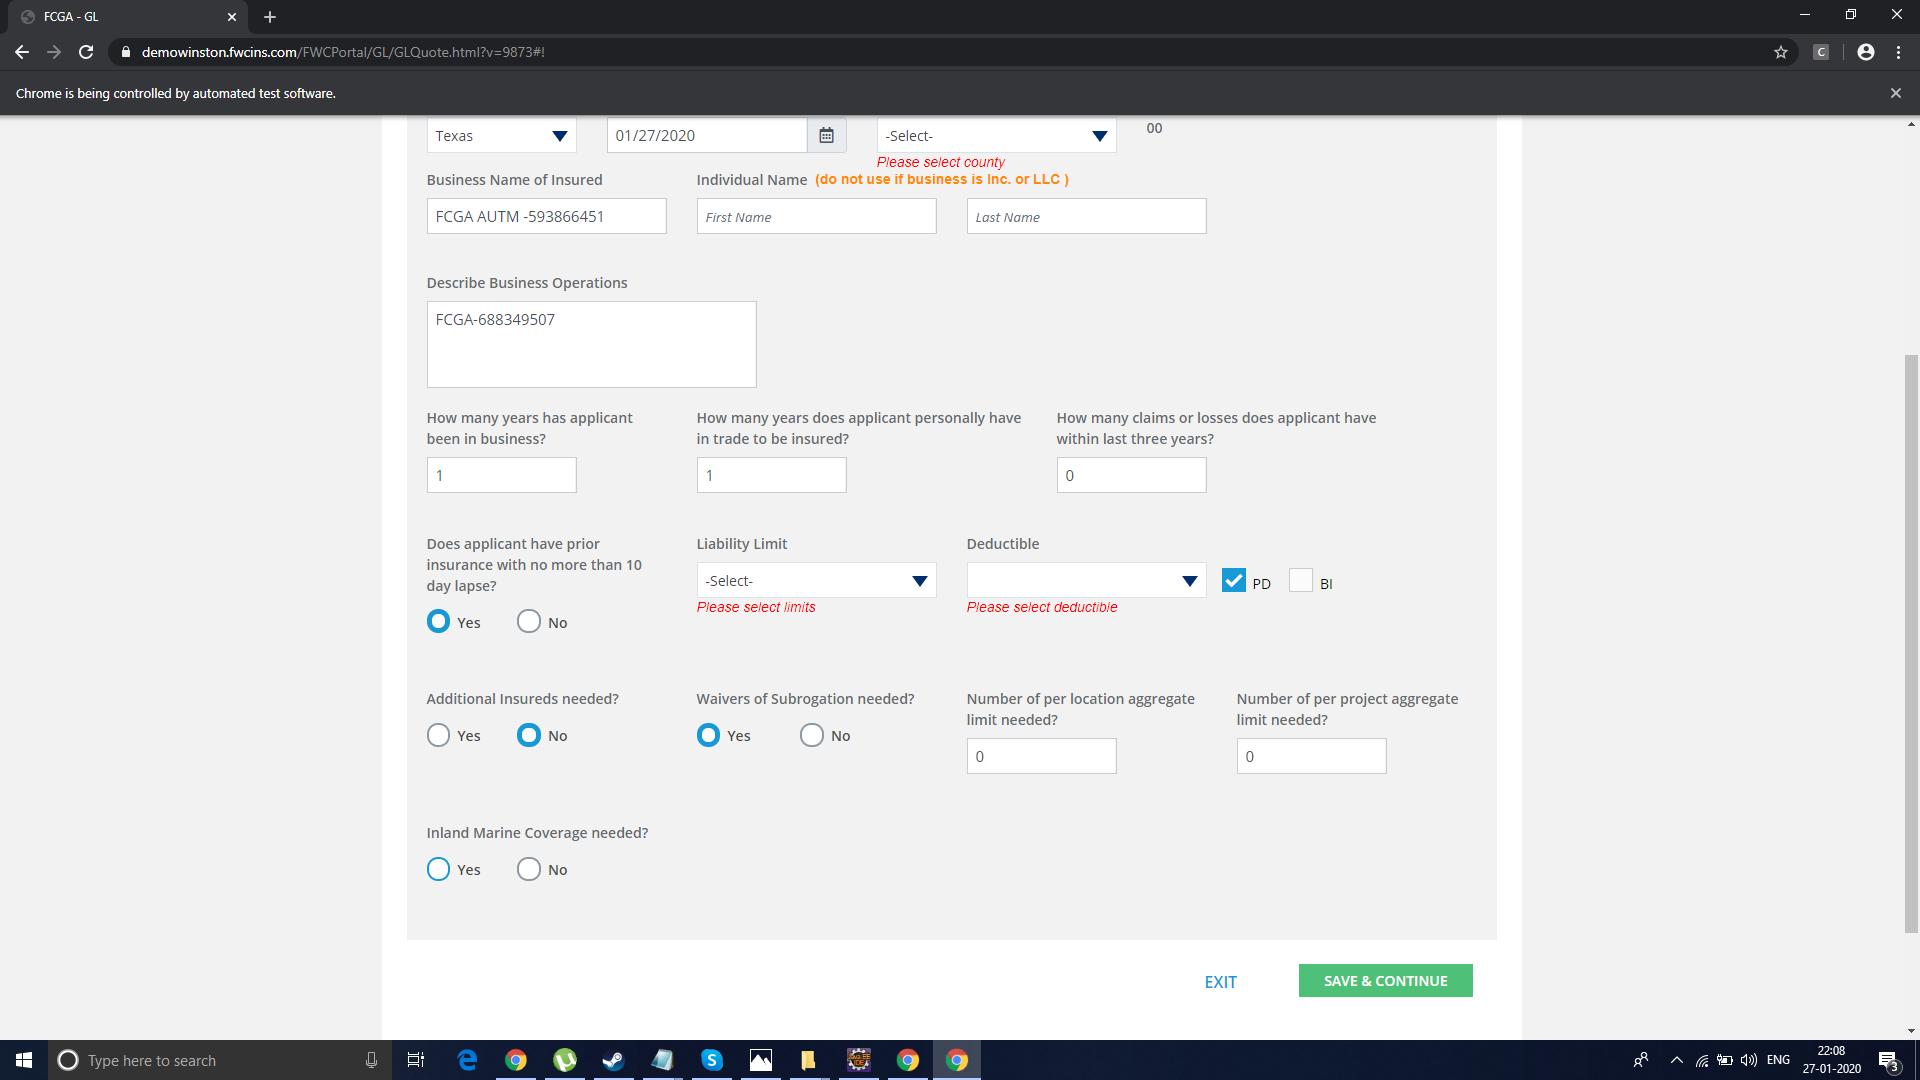 FCGA - GL
demowinston.fwcins.com/FWCPortal/GL/GLQuote.html?v=9873#!
C
Chrome is being controlled by automated test software.
Texas
01/27/2020
-Select-
00
Please select county
Business Name of Insured
Individual Name (do not use if business is Inc. or LLC )
FCGA AUTM -593866451
First Name
Last Name
Describe Business Operations
FCGA-688349507
How many years has applicant
been in business?
How many years does applicant personally have
in trade to be insured?
How many claims or losses does applicant have
within last three years?
1
1
0
Does applicant have prior
insurance with no more than 10
day lapse?
Yes
No
Liability Limit
-Select-
Please select limits
Deductible
PD
BI
Please select deductible
Additional Insureds needed?
Yes
No
Waivers of Subrogation needed?
Yes
No
Number of per location aggregate
limit needed?
0
Number of per project aggregate
limit needed?
0
Inland Marine Coverage needed?
Yes
No
EXIT
SAVE & CONTINUE
Type here to search
ENG
22:08
27-01-2020
3